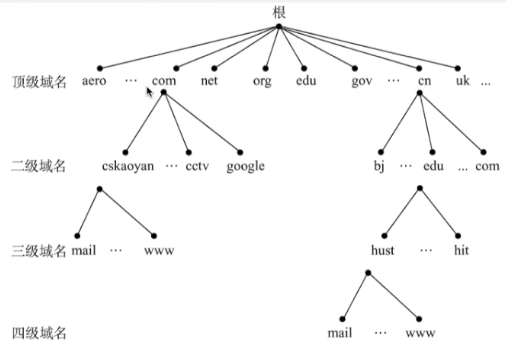 根
顶级域名 aero … com net org edu gov … cn uk ...
二级域名 cskaoyan … cctv google bj … edu ... com
三级域名 mail … www hust … hit
四级域名 mail … www